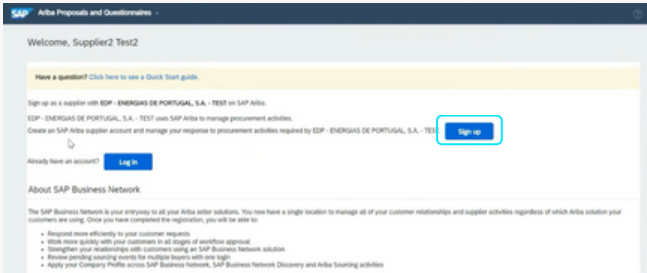 SAP Ariba Proposals and Questionnaires
Welcome, Supplier2 Test2
Have a question? Click here to see a Quick Start guide.
Sign up as a supplier with EDP - ENERGIAS DE PORTUGAL, S.A. - TEST on SAP Ariba.
EDP - ENERGIAS DE PORTUGAL, S.A. - TEST uses SAP Ariba to manage procurement activities.
Create an SAP Ariba supplier account and manage your response to procurement activities required by EDP - ENERGIAS DE PORTUGAL, S.A. - TEST. Sign up
Already have an account? Log in
About SAP Business Network
The SAP Business Network is your entryway to all your Ariba seller solutions. You now have a single location to manage all of your customer relationships and supplier activities regardless of which Ariba solution your
customers are using. Once you have completed the registration, you will be able to:
• Respond more efficiently to your customer requests
• Work more quickly with your customers in all stages of workflow approval
• Strengthen your relationships with customers using an SAP Business Network solution
• Review pending sourcing events for multiple buyers with one login
• Apply your Company Profile across SAP Business Network, SAP Business Network Discovery and Ariba Sourcing activities